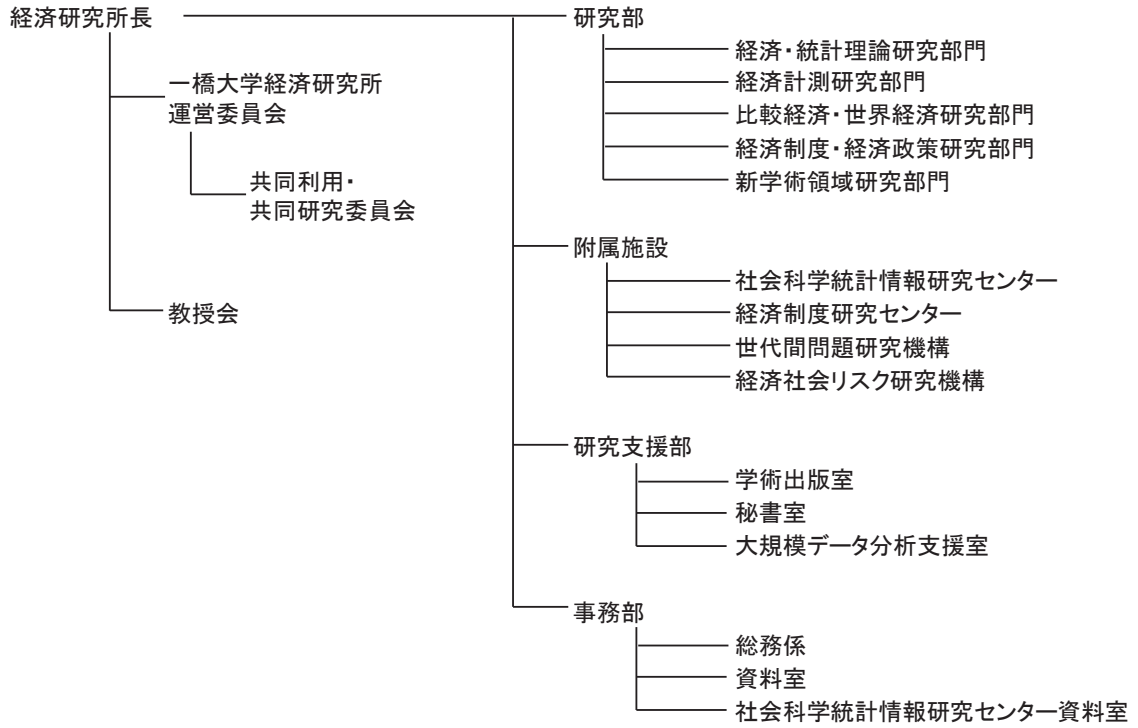 経済研究所長
一橋大学経済研究所
運営委員会
共同利用・
共同研究委員会
教授会
研究部
経済・統計理論研究部門
経済計測研究部門
比較経済・世界経済研究部門
経済制度・経済政策研究部門
新学術領域研究部門
附属施設
社会科学統計情報研究センター
経済制度研究センター
世代間問題研究機構
経済社会リスク研究機構
研究支援部
学術出版室
秘書室
大規模データ分析支援室
事務部
総務係
資料室
社会科学統計情報研究センター資料室